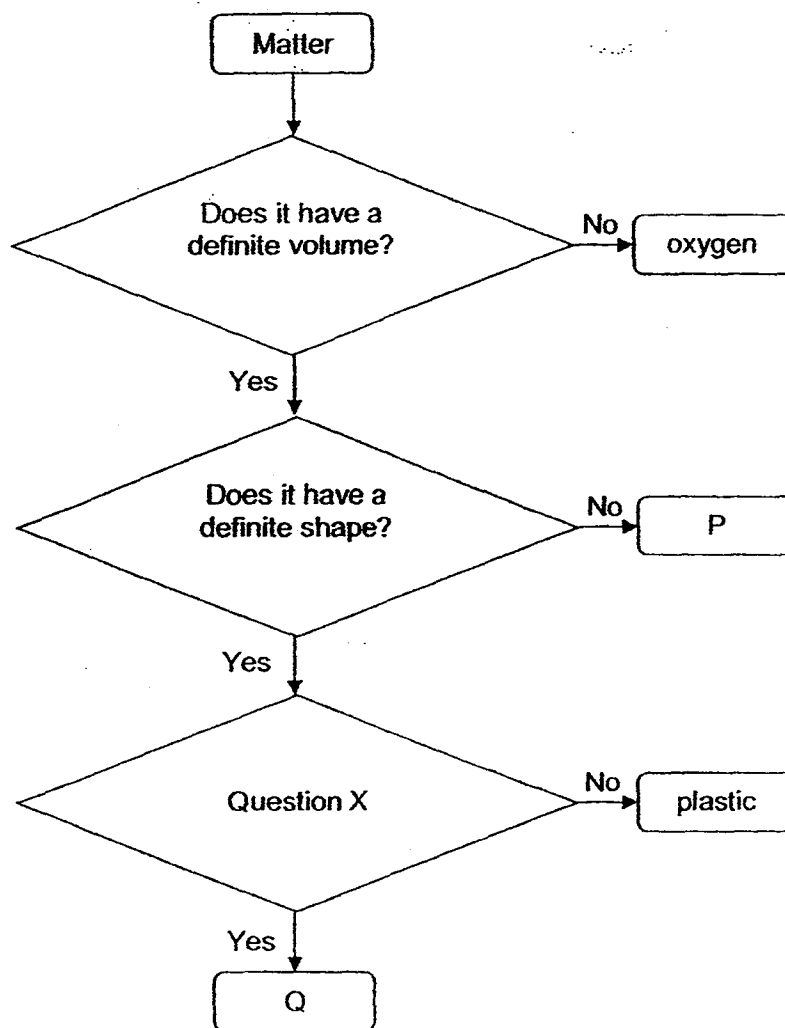 Matter
Does it have a
definite volume?
No
oxygen
Yes
Does it have a
definite shape?
No
P
Yes
Question X
No
plastic
Yes
Q